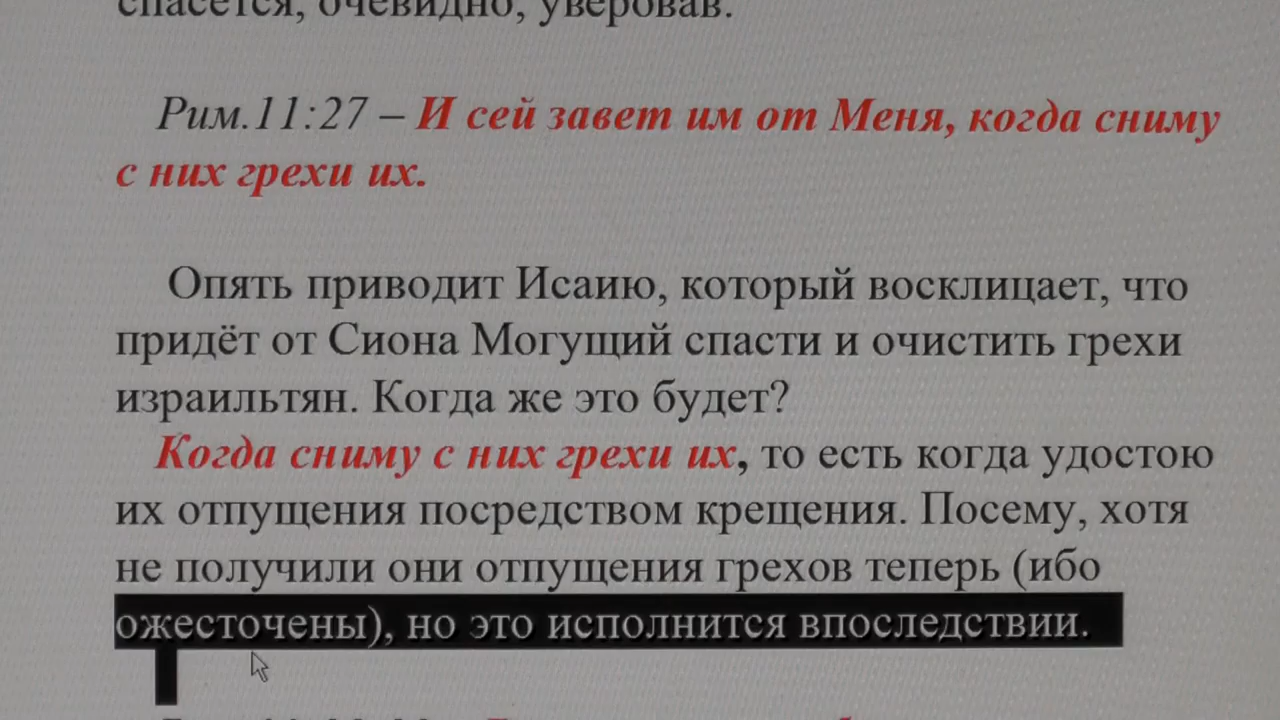 спасется, очевидно, уверовав.
Рим.11:27 – И сей завет им от Меня, когда сниму
с них грехи их.
Опять приводит Исаию, который восклицает, что
придёт от Сиона Могущий спасти и очистить грехи
израильтян. Когда же это будет?
Когда сниму с них грехи их, то есть когда удостою
их отпущения посредством крещения. Посему, хотя
не получили они отпущения грехов теперь (ибо
ожесточены), но это исполнится впоследствии.